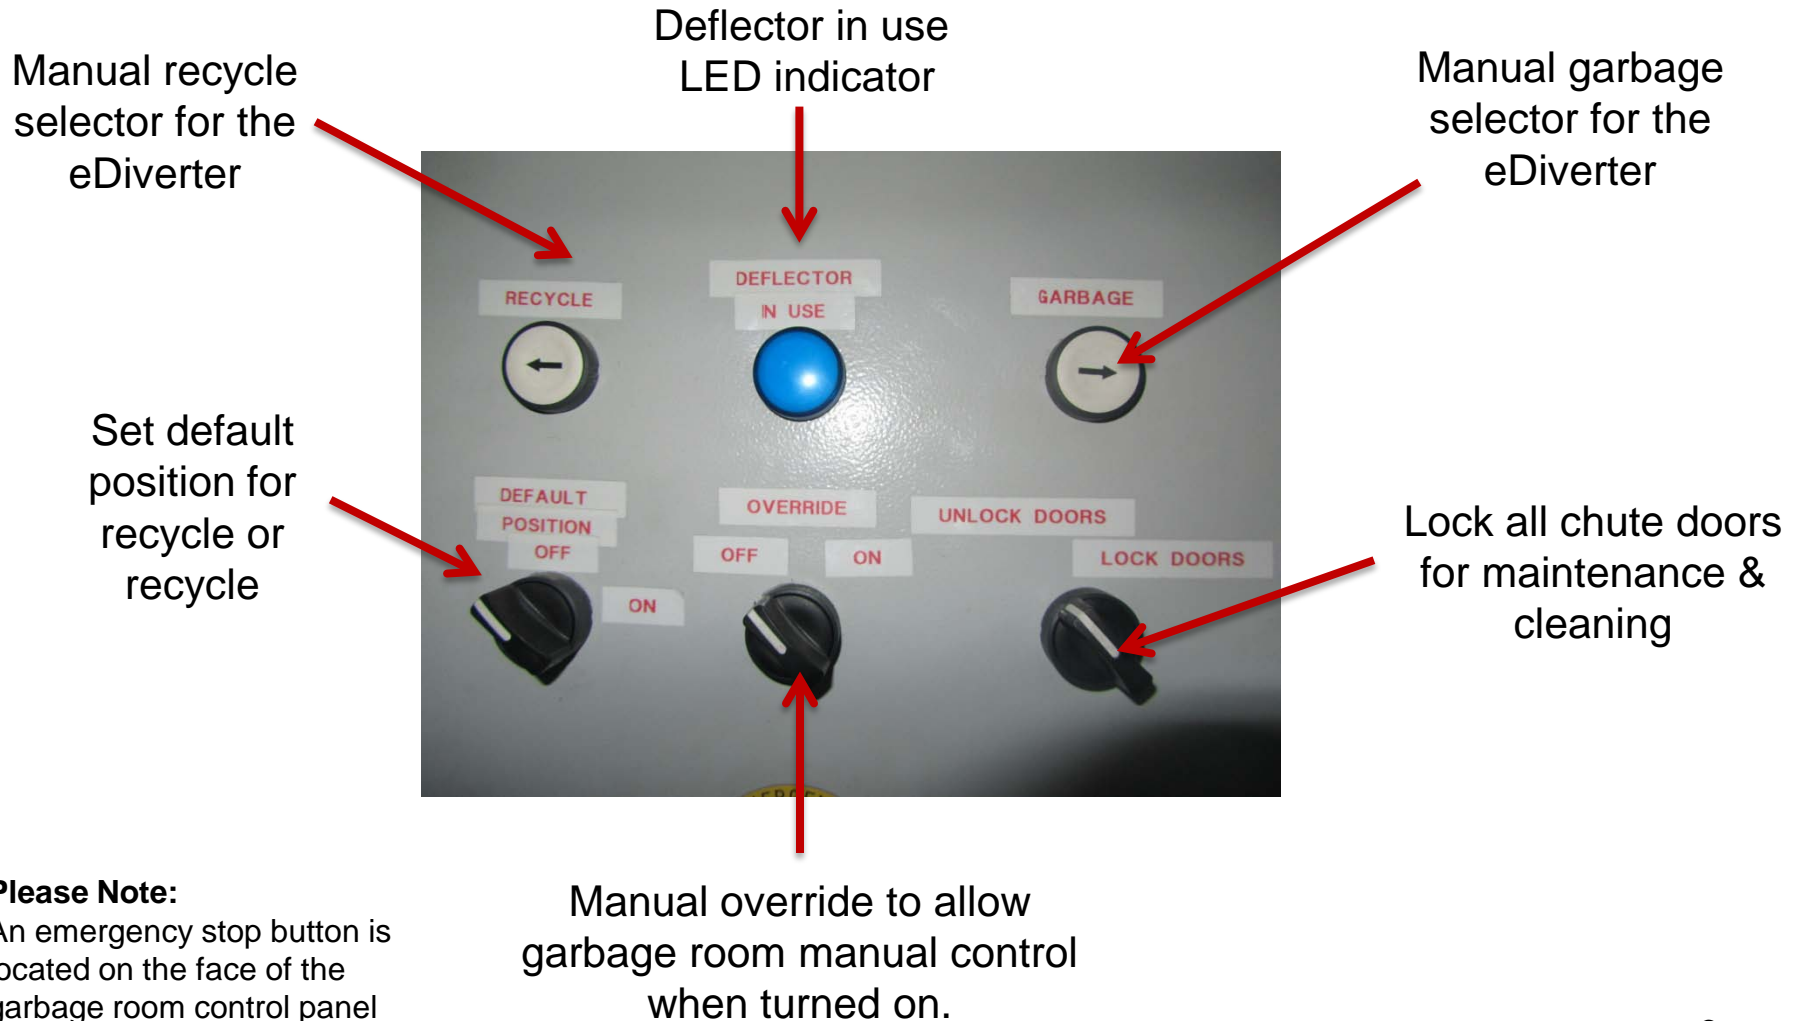 Deflector in use
LED indicator
Manual recycle
selector for the
eDiverter
Manual garbage
selector for the
eDiverter
RECYCLE
DEFLECTOR
IN USE
GARBAGE
Set default
position for
recycle or
recycle
DEFAULT
POSITION
OFF
ON
OVERRIDE
OFF
ON
UNLOCK DOORS
LOCK DOORS
Lock all chute doors
for maintenance &
cleaning
Please Note:
An emergency stop button is
located on the face of the
garbage room control panel
Manual override to allow
garbage room manual control
when turned on.